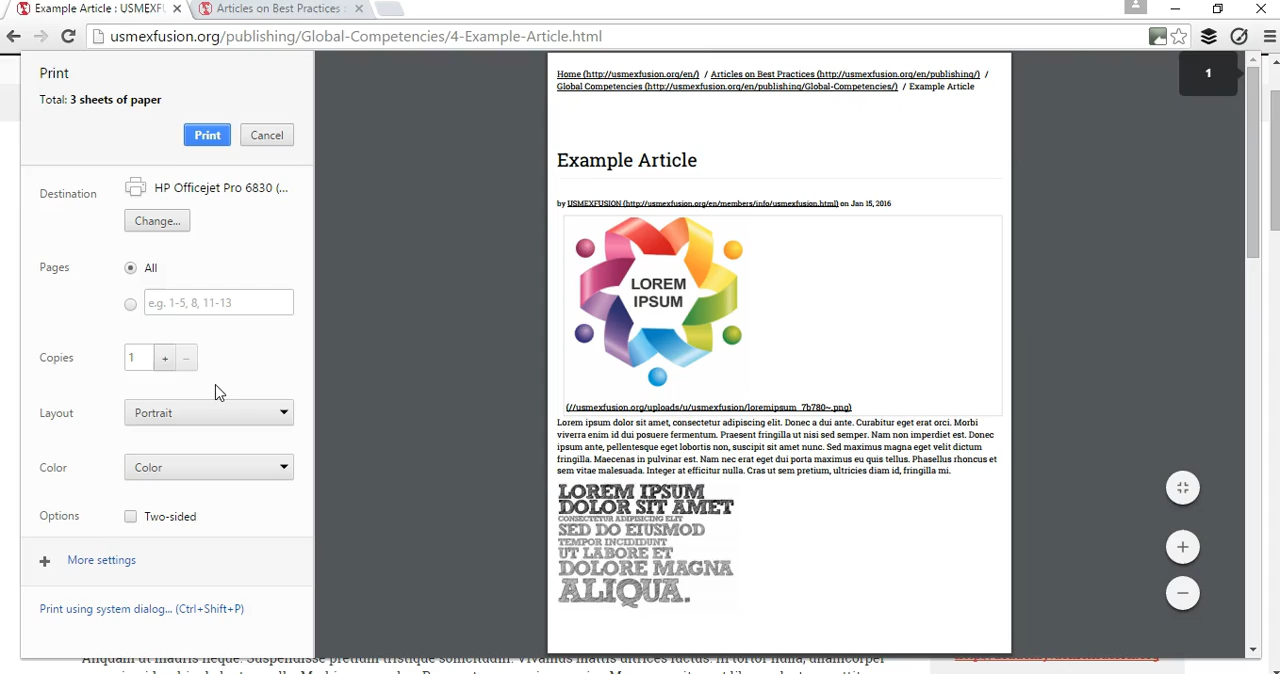 Example Article : USMEXFU
Articles on Best Practices :
usmexfusion.org/publishing/Global-Competencies/4-Example-Article.html
Print
Total: 3 sheets of paper
Print Cancel
Destination HP Officejet Pro 6830 (...
Change...
Pages All
e.g. 1-5, 8, 11-13
Copies 1 + -
Layout Portrait
Color Color
Options Two-sided
+ More settings
Print using system dialog... (Ctrl+Shift+P)
1
Home (http://usmexfusion.org/en/) / Articles on Best Practices (http://usmexfusion.org/en/publishing/) /
Global Competencies (http://usmexfusion.org/en/publishing/Global-Competencies/) / Example Article
Example Article
by USMEXFUSION (http://usmexfusion.org/en/members/info/usmexfusion.html) on Jan 15, 2016
LOREM
IPSUM
(//usmexfusion.org/uploads/u/usmexfusion/loremipsum_7b780~.png)
Lorem ipsum dolor sit amet, consectetur adipiscing elit. Donec a dui ante. Curabitur eget erat orci. Morbi
viverra enim id dui posuere fermentum. Praesent fringilla ut nisi sed semper. Nam non imperdiet est. Donec
ipsum ante, pellentesque eget lobortis non, suscipit sit amet nunc. Sed maximus magna eget velit dictum
fringilla. Maecenas in pulvinar est. Nam nec erat eget dui porta maximus eu quis tellus. Phasellus rhoncus et
sem vitae malesuada. Integer at efficitur nulla. Cras ut sem pretium, ultricies diam id, fringilla mi.
LOREM IPSUM
DOLOR SIT AMET
CONSECTETUR ADIPISICING ELIT
SED DO EIUSMOD
TEMPOR INCIDIDUNT
UT LABORE ET
DOLORE MAGNA
ALIQUA.